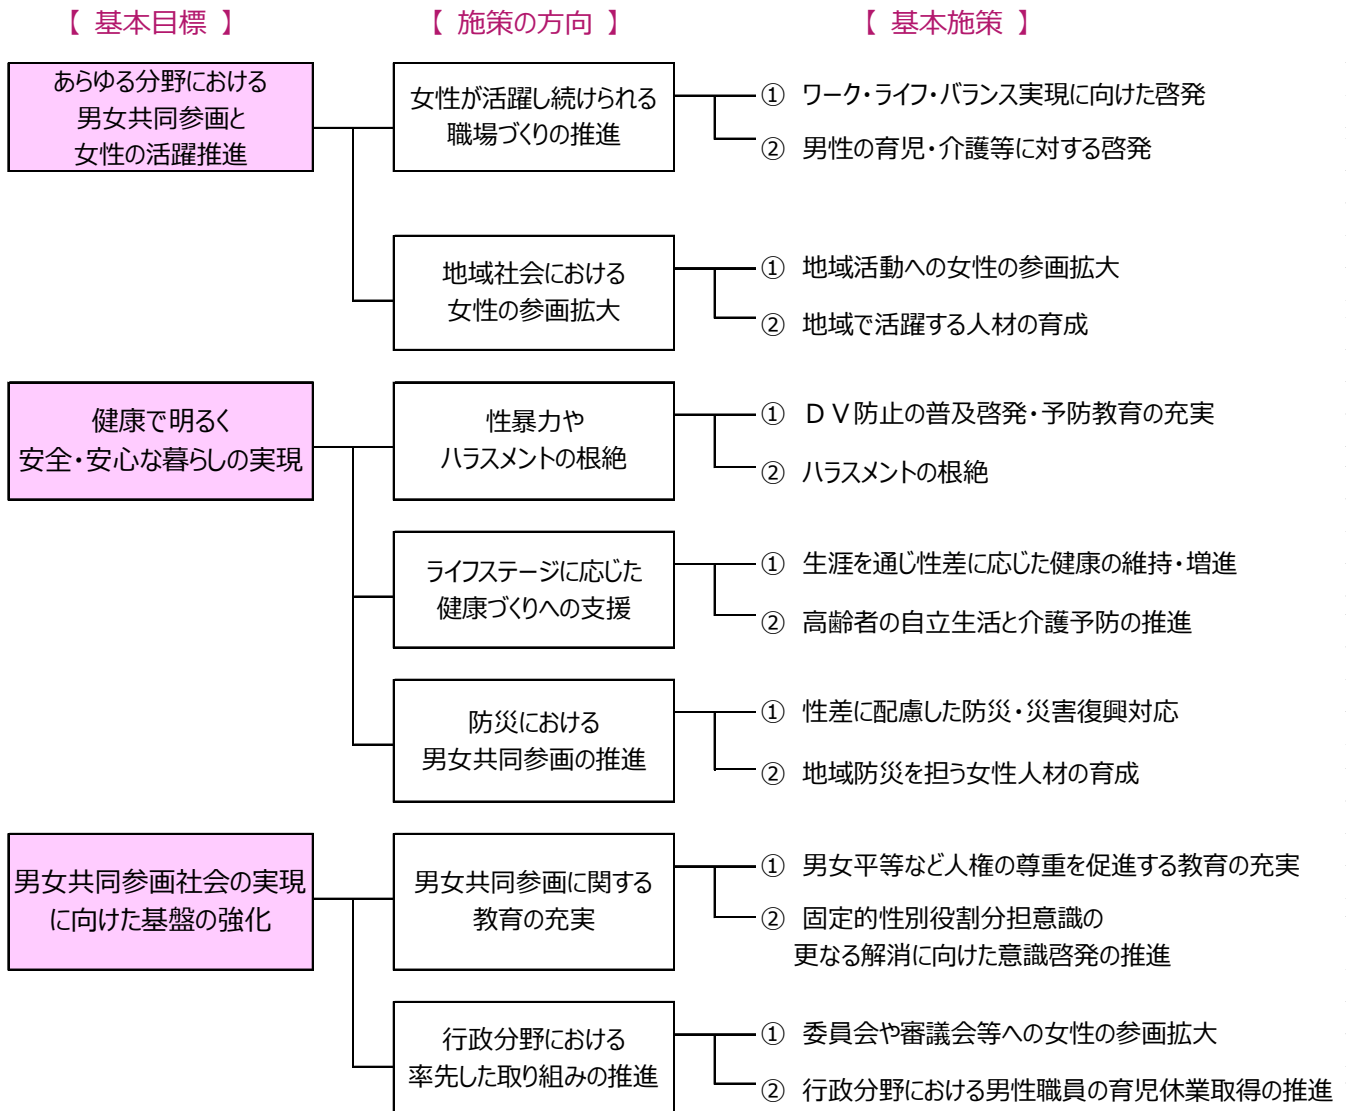 【 基本目標 】
【 施策の方向 】
【 基本施策 】
あらゆる分野における
男女共同参画と
女性の活躍推進
女性が活躍し続けられる
職場づくりの推進
① ワーク・ライフ・バランス実現に向けた啓発
② 男性の育児・介護等に対する啓発
地域社会における
女性の参画拡大
① 地域活動への女性の参画拡大
② 地域で活躍する人材の育成
健康で明るく
安全・安心な暮らしの実現
性暴力や
ハラスメントの根絶
① ＤＶ防止の普及啓発・予防教育の充実
② ハラスメントの根絶
ライフステージに応じた
健康づくりへの支援
① 生涯を通じ性差に応じた健康の維持・増進
② 高齢者の自立生活と介護予防の推進
防災における
男女共同参画の推進
① 性差に配慮した防災・災害復興対応
② 地域防災を担う女性人材の育成
男女共同参画社会の実現
に向けた基盤の強化
男女共同参画に関する
教育の充実
① 男女平等など人権の尊重を促進する教育の充実
② 固定的性別役割分担意識の
更なる解消に向けた意識啓発の推進
行政分野における
率先した取り組みの推進
① 委員会や審議会等への女性の参画拡大
② 行政分野における男性職員の育児休業取得の推進